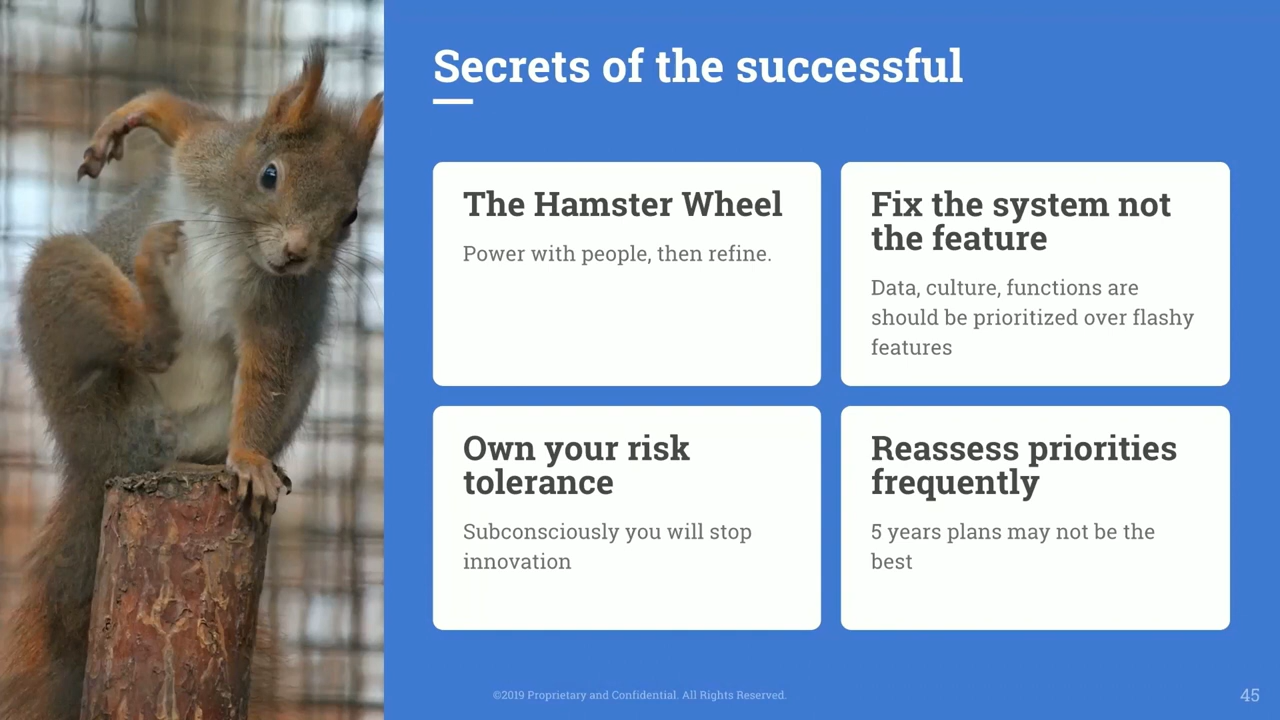 Secrets of the successful
The Hamster Wheel
Power with people, then refine.
Fix the system not
the feature
Data, culture, functions are
should be prioritized over flashy
features
Own your risk
tolerance
Subconsciously you will stop
innovation
Reassess priorities
frequently
5 years plans may not be the
best
©2019 Proprietary and Confidential. All Rights Reserved.
45